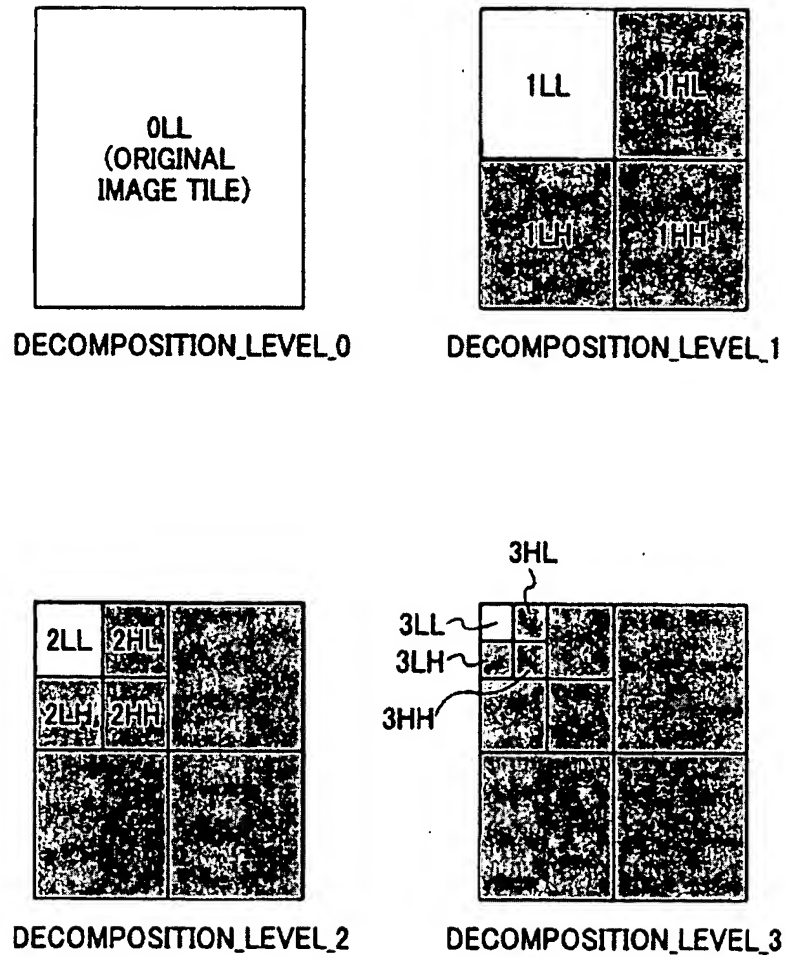 0LL
(ORIGINAL
IMAGE TILE)
DECOMPOSITION_LEVEL_0
1LL
1HL
1LH
1HH
DECOMPOSITION_LEVEL_1
2LL
2HL
2LH
2HH
DECOMPOSITION_LEVEL_2
3HL
3LL
3LH
3HH
DECOMPOSITION_LEVEL_3